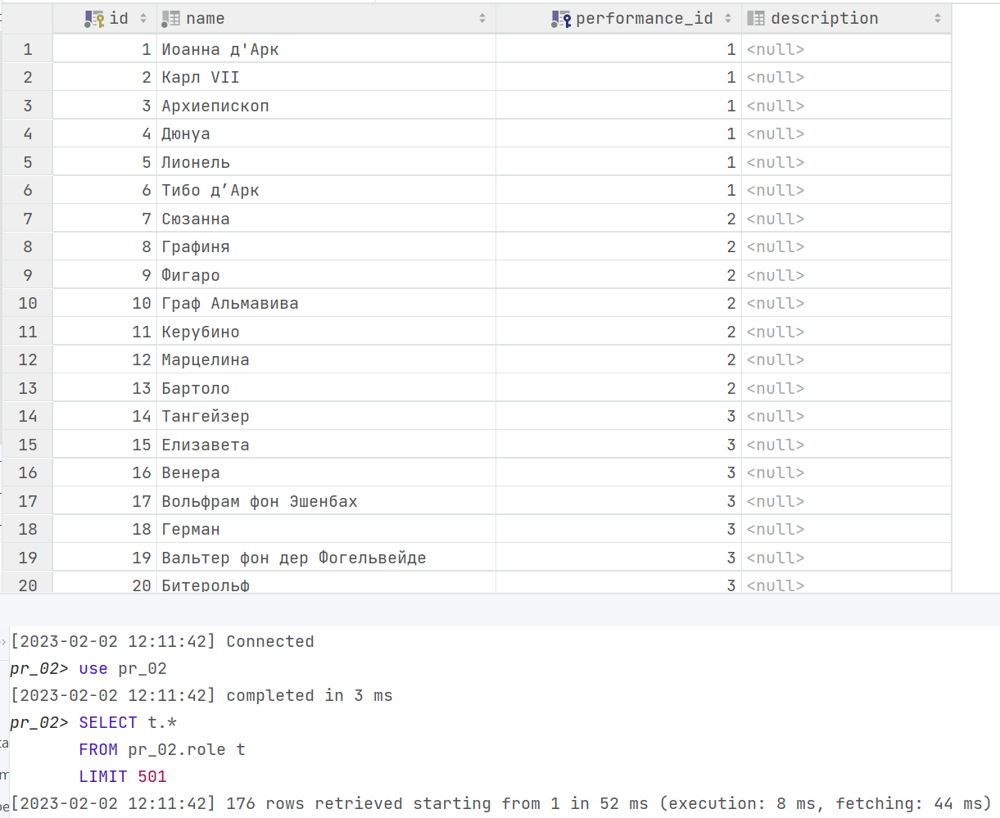 id name performance_id description
1 1 Иоанна д'Арк 1 <null>
2 2 Карл VII 1 <null>
3 3 Архиепископ 1 <null>
4 4 Дюнуа 1 <null>
5 5 Лионель 1 <null>
6 6 Тибо д’Арк 1 <null>
7 7 Сюзанна 2 <null>
8 8 Графиня 2 <null>
9 9 Фигаро 2 <null>
10 10 Граф Альмавива 2 <null>
11 11 Керубино 2 <null>
12 12 Марцелина 2 <null>
13 13 Бартоло 2 <null>
14 14 Тангейзер 3 <null>
15 15 Елизавета 3 <null>
16 16 Венера 3 <null>
17 17 Вольфрам фон Эшенбах 3 <null>
18 18 Герман 3 <null>
19 19 Вальтер фон дер Фогельвейде 3 <null>
20 20 Битерольф 3 <null>
[2023-02-02 12:11:42] Connected
pr_02> use pr_02
[2023-02-02 12:11:42] completed in 3 ms
pr_02> SELECT t.*
FROM pr_02.role t
LIMIT 501
[2023-02-02 12:11:42] 176 rows retrieved starting from 1 in 52 ms (execution: 8 ms, fetching: 44 ms)